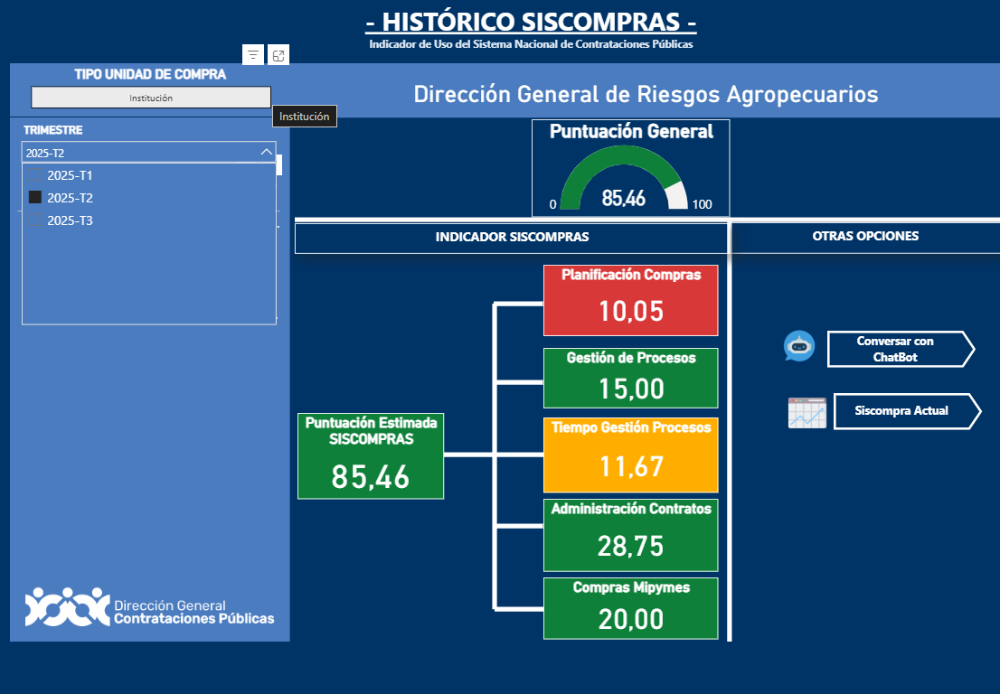 - HISTÓRICO SISCOMPRAS -
Indicador de Uso del Sistema Nacional de Contrataciones Públicas
TIPO UNIDAD DE COMPRA
Institución
Institución
TRIMESTRE
2025-T2
2025-T1
2025-T2
2025-T3
Dirección General de Riesgos Agropecuarios
Puntuación General
0
85,46
100
INDICADOR SISCOMPRAS
OTRAS OPCIONES
Puntuación Estimada
SISCOMPRAS
85,46
Planificación Compras
10,05
Gestión de Procesos
15,00
Tiempo Gestión Procesos
11,67
Administración Contratos
28,75
Compras Mipymes
20,00
Conversar con
ChatBot
Siscompra Actual
Dirección General
Contrataciones Públicas